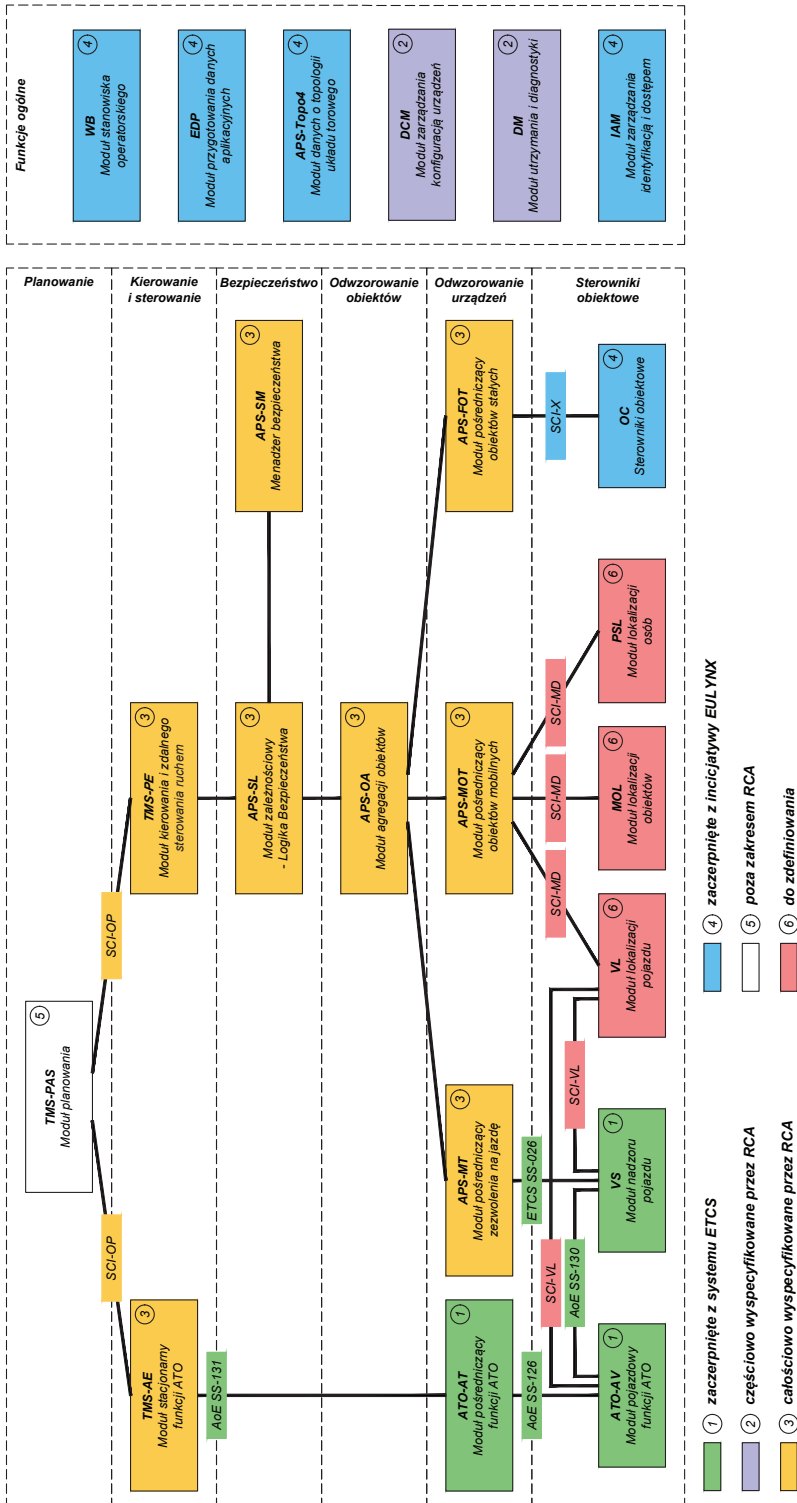 Planowanie
Kierowanie
i sterowanie
Bezpieczeństwo
Odwzorowanie
obiektów
Odwzorowanie
urządzeń
Sterowniki
obiektowe
Funkcje ogólne
TMS-PAS
Moduł planowania
5
SCI-OP
SCI-OP
TMS-AE
Moduł stacjonarny
funkcji ATO
3
TMS-PE
Moduł kierowania i zdalnego
sterowania ruchem
3
AoE SS-131
APS-SL
Moduł zależnościowy
- Logika Bezpieczeństwa
3
APS-SM
Menadżer bezpieczeństwa
3
APS-OA
Moduł agregacji obiektów
3
ATO-AT
Moduł pośredniczący
funkcji ATO
1
APS-MT
Moduł pośredniczący
zezwolenia na jazdę
3
APS-MOT
Moduł pośredniczący
obiektów mobilnych
3
APS-FOT
Moduł pośredniczący
obiektów stałych
3
AoE SS-126
ETCS SS-026
SCI-VL
AoE SS-130
SCI-VL
SCI-MD
SCI-MD
SCI-MD
SCI-X
ATO-AV
Moduł pojazdowy
funkcji ATO
1
VS
Moduł nadzoru
pojazdu
1
VL
Moduł lokalizacji
pojazdu
6
MOL
Moduł lokalizacji
obiektów
6
PSL
Moduł lokalizacji
osób
6
OC
Sterowniki obiektowe
4
WB
Moduł stanowiska
operatorskiego
4
EDP
Moduł przygotowania danych
aplikacyjnych
4
APS-Topo4
Moduł danych o topologii
układu torowego
4
DCM
Moduł zarządzania
konfiguracją urządzeń
2
DM
Moduł utrzymania i diagnostyki
2
IAM
Moduł zarządzania
identyfikacją i dostępem
4
1 zaczerpnięte z systemu ETCS
2 częściowo wyspecyfikowane przez RCA
3 całościowo wyspecyfikowane przez RCA
4 zaczerpnięte z incicjatywy EULYNX
5 poza zakresem RCA
6 do zdefiniowania